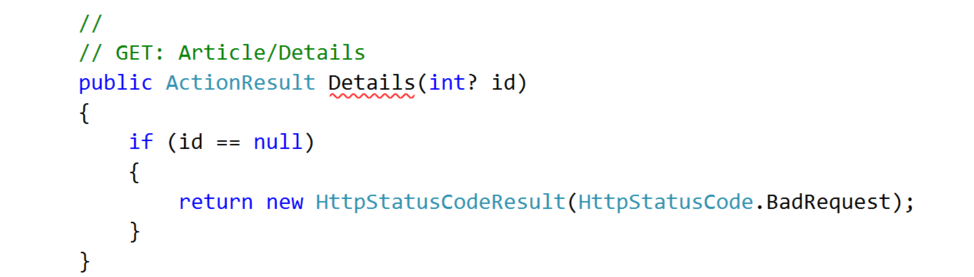 //
// GET: Article/Details
public ActionResult Details(int? id)
{
    if (id == null)
    {
        return new HttpStatusCodeResult(HttpStatusCode.BadRequest);
    }
}